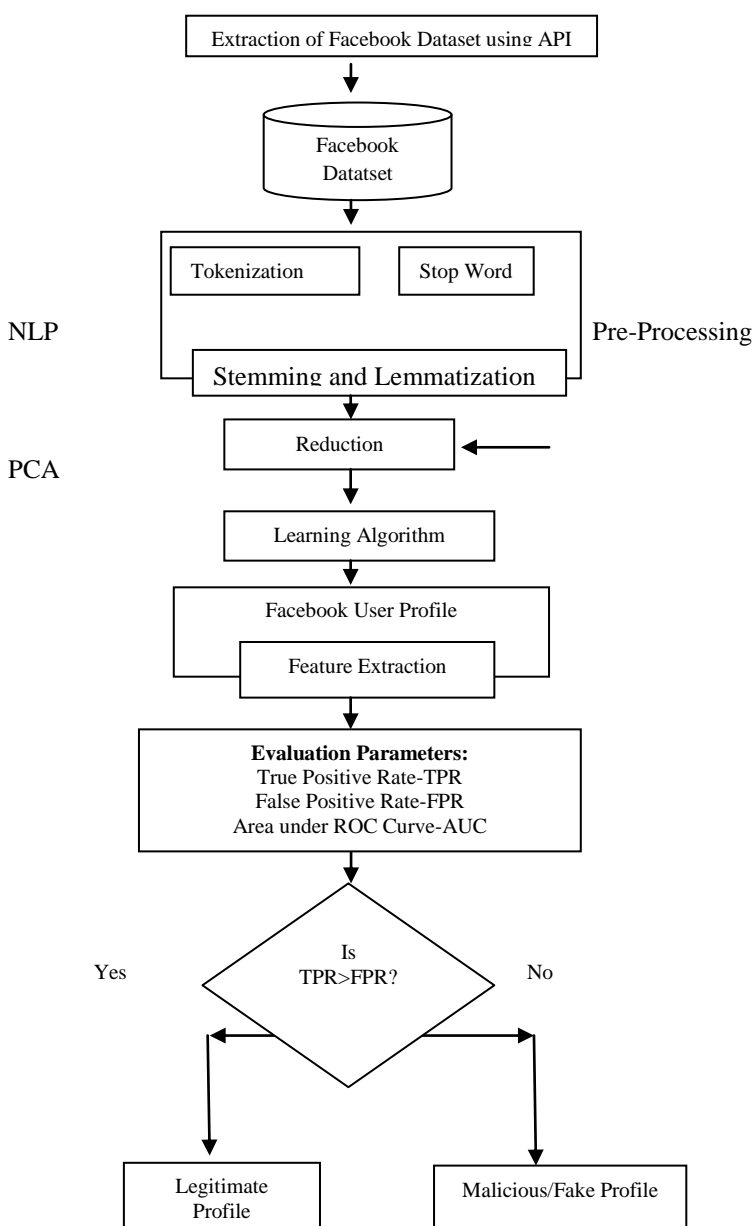 Extraction of Facebook Dataset using API
Facebook
Datatset
Tokenization
Stop Word
NLP
Pre-Processing
Stemming and Lemmatization
Reduction
PCA
Learning Algorithm
Facebook User Profile
Feature Extraction
Evaluation Parameters:
True Positive Rate-TPR
False Positive Rate-FPR
Area under ROC Curve-AUC
Is
TPR>FPR?
Yes
No
Legitimate
Profile
Malicious/Fake Profile